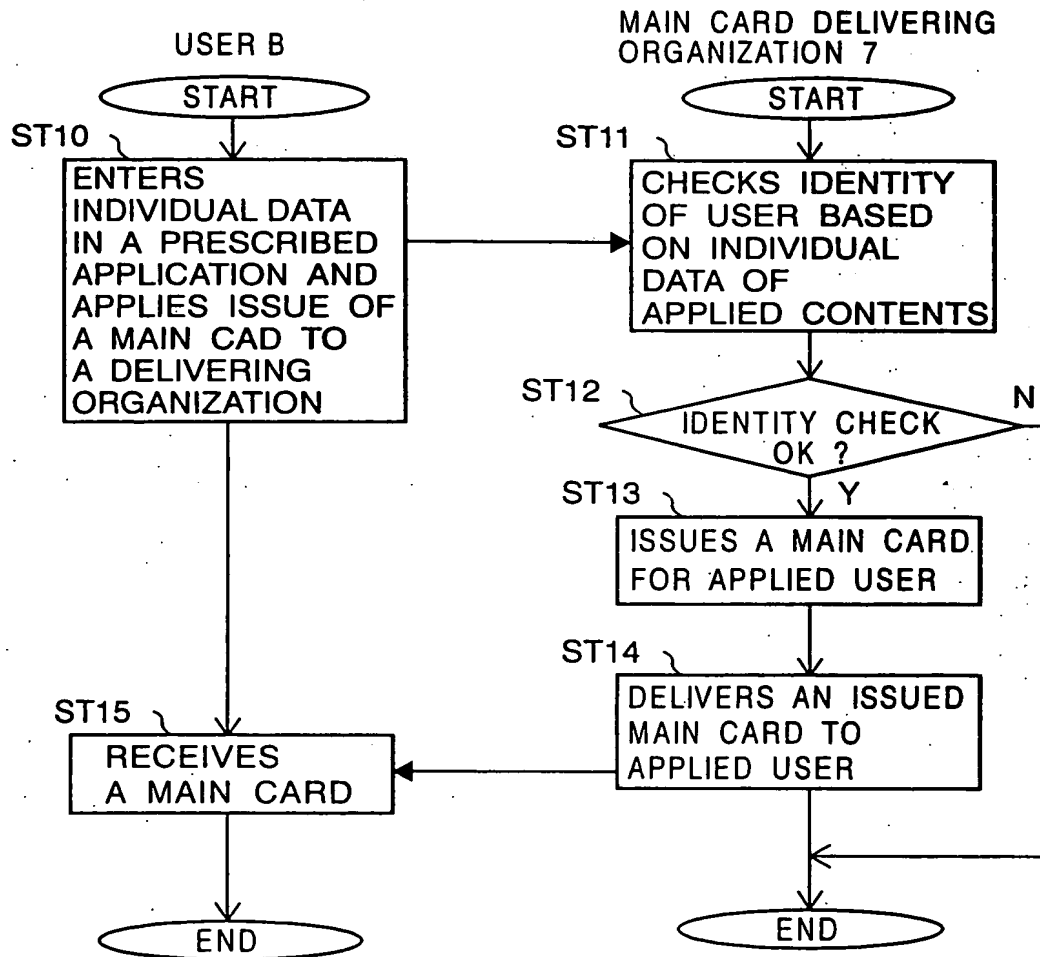 USER B
START
ST10
ENTERS
INDIVIDUAL DATA
IN A PRESCRIBED
APPLICATION AND
APPLIES ISSUE OF
A MAIN CAD TO
A DELIVERING
ORGANIZATION
ST15
RECEIVES
A MAIN CARD
END
MAIN CARD DELIVERING
ORGANIZATION 7
START
ST11
CHECKS IDENTITY
OF USER BASED
ON INDIVIDUAL
DATA OF
APPLIED CONTENTS
ST12
IDENTITY CHECK
OK ?
N
Y
ST13
ISSUES A MAIN CARD
FOR APPLIED USER
ST14
DELIVERS AN ISSUED
MAIN CARD TO
APPLIED USER
END